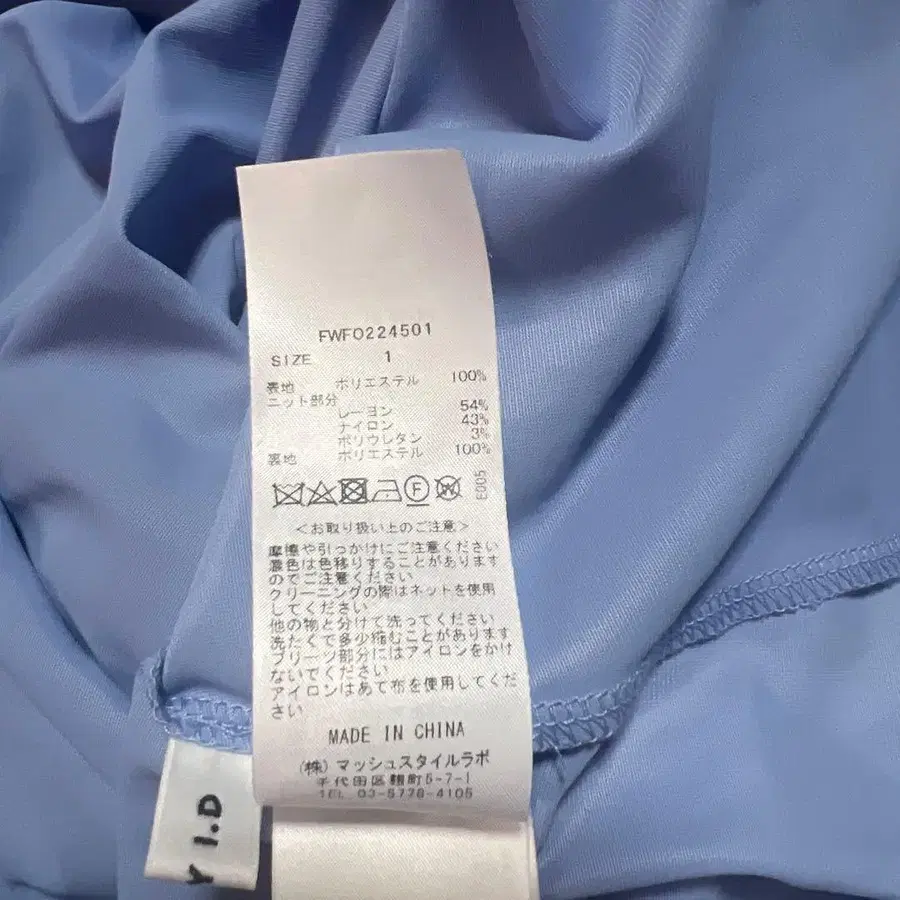 FWFO224501
SIZE 1
表地 ポリエステル 100%
ニット部分
レーヨン 54%
ナイロン 43%
ポリウレタン 3%
裏地 ポリエステル 100%
F W
E005
<お取り扱い上のご注意>
摩擦や引っかけにご注意ください
濃色は色移りすることがあります
のでご注意ください
クリーニングの際はネットを使用
してください
他の物と分けて洗ってください
洗たくで多少縮むことがあります
プリーツ部分にはアイロンをかけ
ないでください
アイロンはあて布を使用してくだ
さい
MADE IN CHINA
(株)マッシュスタイルラボ
千代田区麹町5-7-1
TEL 03-5778-4105
Y I.D